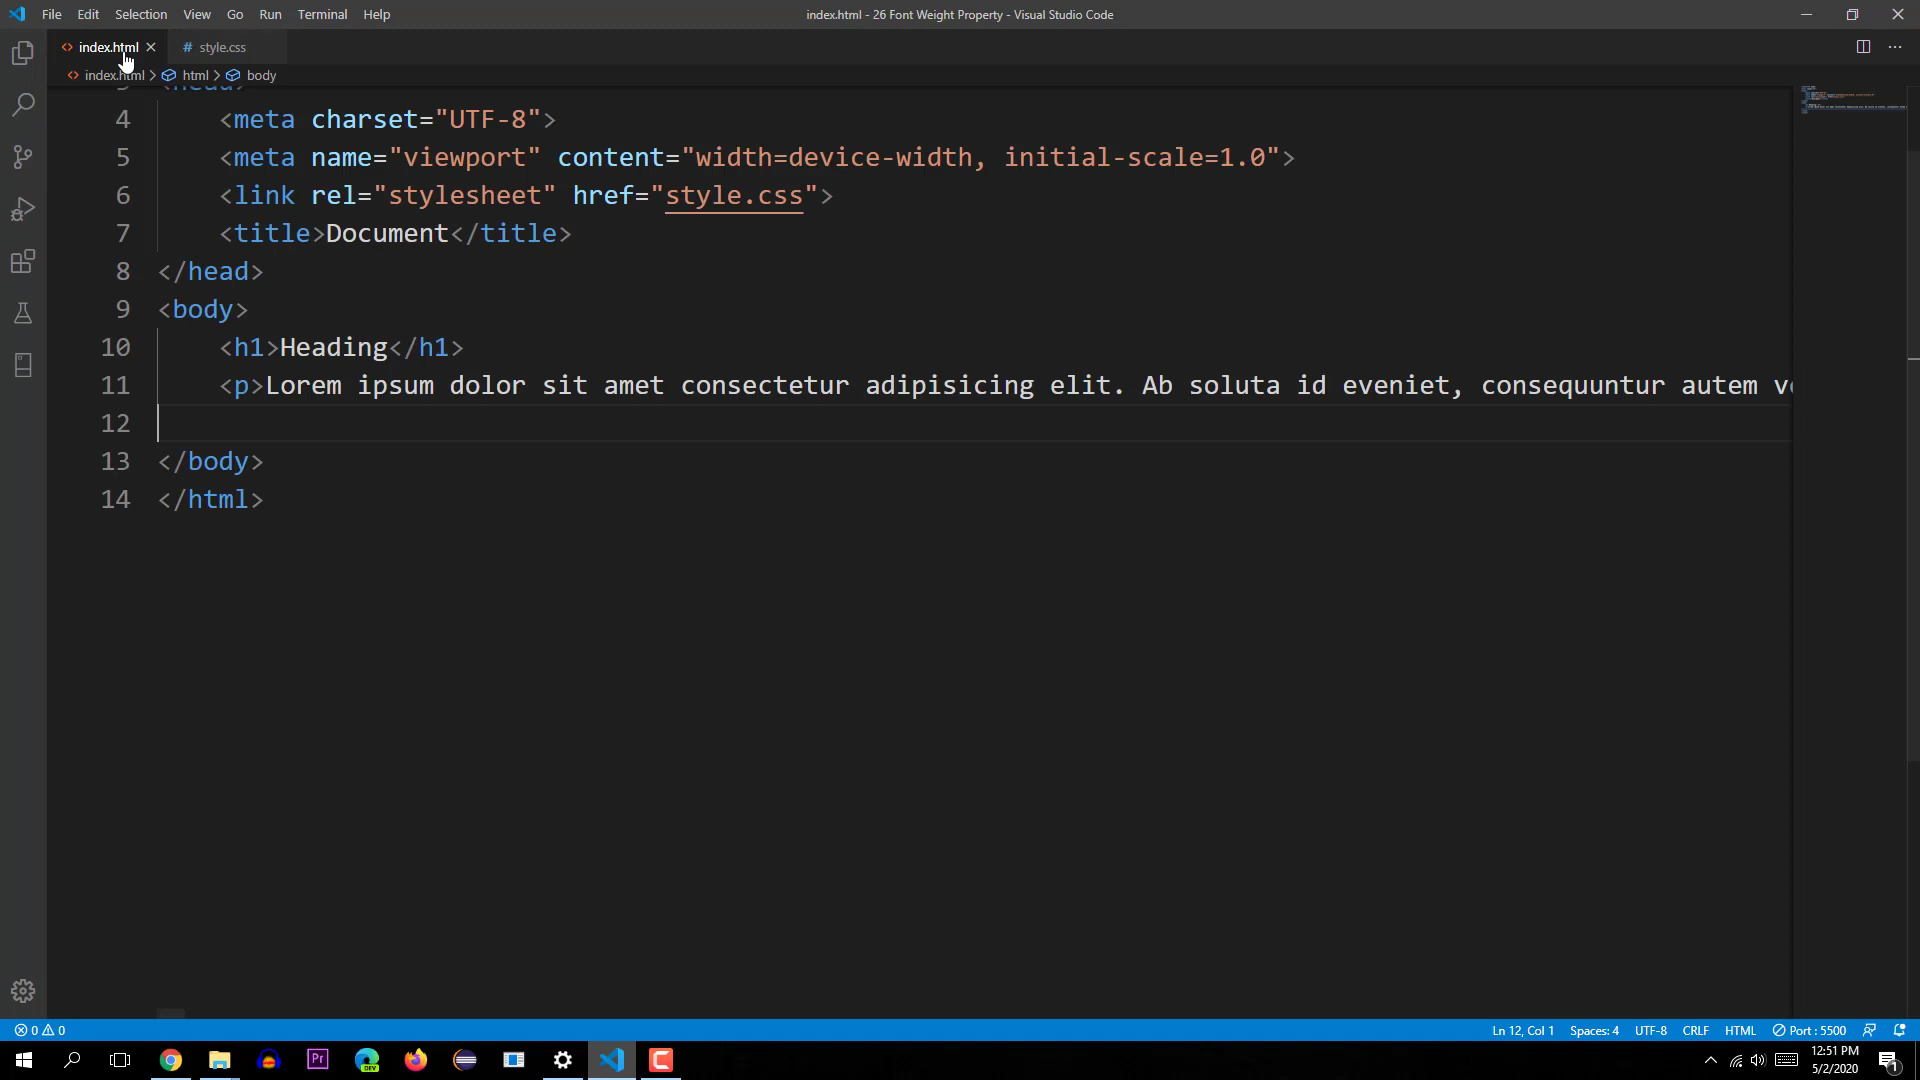 File Edit Selection View Go Run Terminal Help
index.html - 26 Font Weight Property - Visual Studio Code
index.html
# style.css
index.html > html > body
4 <meta charset="UTF-8">
5 <meta name="viewport" content="width=device-width, initial-scale=1.0">
6 <link rel="stylesheet" href="style.css">
7 <title>Document</title>
8 </head>
9 <body>
10 <h1>Heading</h1>
11 <p>Lorem ipsum dolor sit amet consectetur adipisicing elit. Ab soluta id eveniet, consequuntur autem
12
13 </body>
14 </html>
0 0
Ln 12, Col 1 Spaces: 4 UTF-8 CRLF HTML Port : 5500
Pr
DEV
12:51 PM
5/2/2020
1